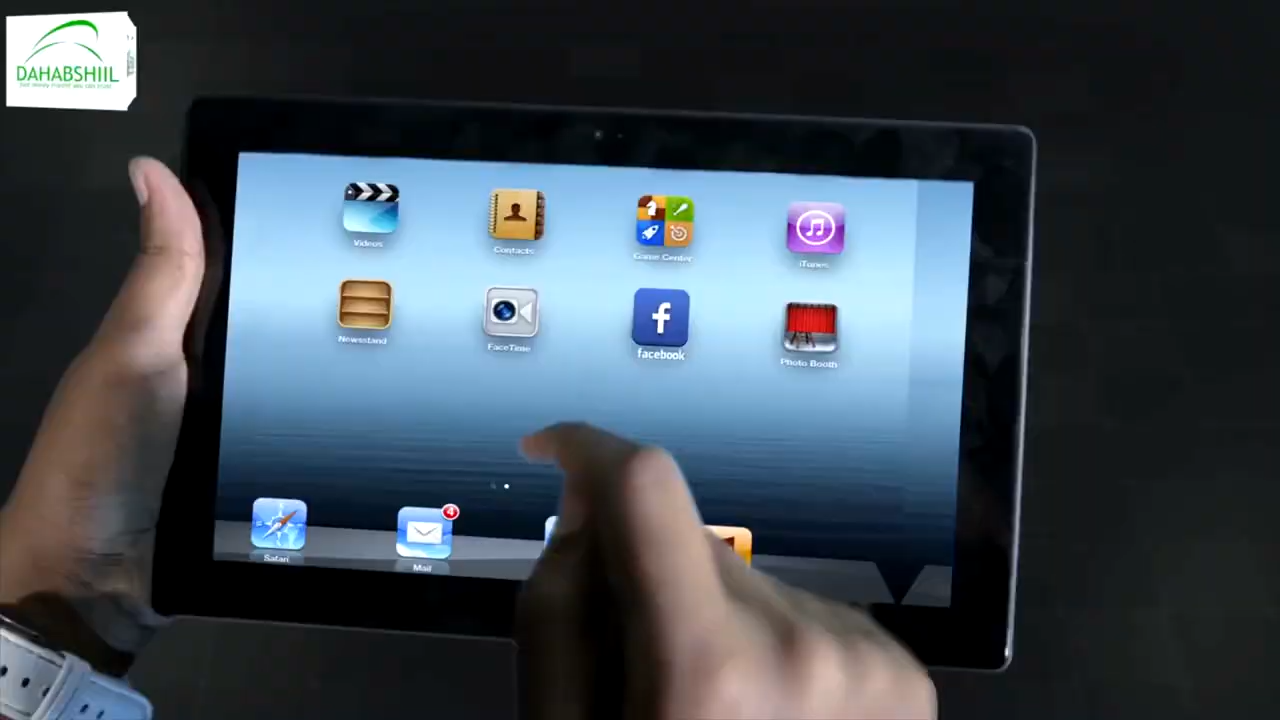 DAHABSHIIL
Videos
Contacts
Game Center
iTunes
Newsstand
FaceTime
facebook
Photo Booth
4
Safari
Mail